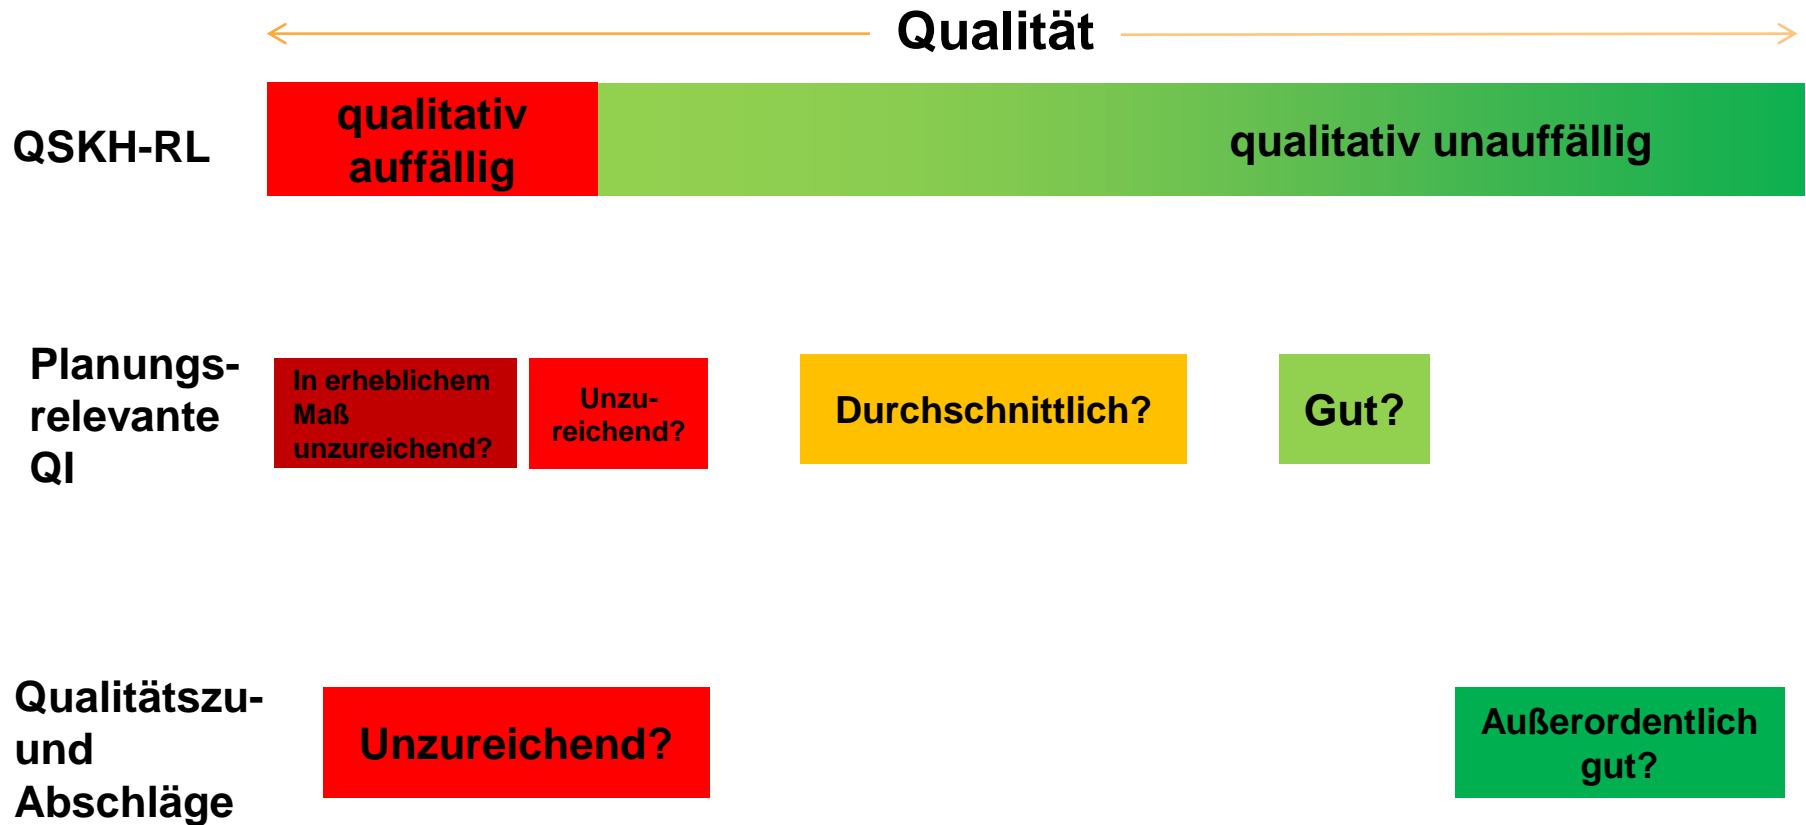 Qualität
QSKH-RL
qualitativ
auffällig
qualitativ unauffällig
Planungs-
relevante
QI
In erheblichem
Maß
unzureichend?
Unzu-
reichend?
Durchschnittlich?
Gut?
Qualitätszu-
und
Abschläge
Unzureichend?
Außerordentlich
gut?